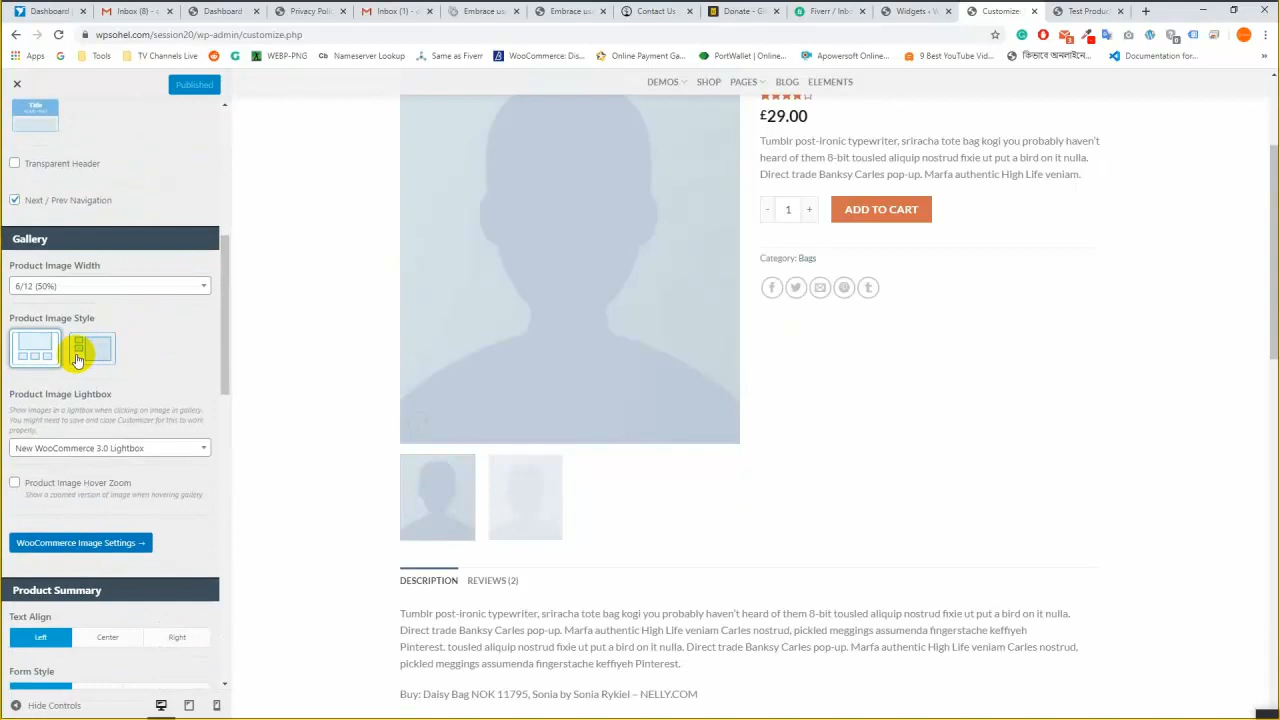 Dashboard
Inbox (8) -
Dashboard
Privacy Polic
Inbox (1) -
Embrace us
Embrace us
Contact Us
Donate – Gi
Fiverr / Inbo
Widgets ‹ W
Customize:
Test Produc
wpsohel.com/session20/wp-admin/customize.php
Apps
Tools
TV Channels Live
WEBP-PNG
Nameserver Lookup
Same as Fiverr
WooCommerce: Dis...
Online Payment Ga...
PortWallet | Online...
Apowersoft Online...
9 Best YouTube Vid...
Documentation for...
Published
DEMOS
SHOP
PAGES
BLOG
ELEMENTS
Title
Transparent Header
Next / Prev Navigation
Gallery
Product Image Width
6/12 (50%)
Product Image Style
Product Image Lightbox
Show images in a lightbox when clicking on image in gallery.
You might need to save and close Customizer for this to work
properly.
New WooCommerce 3.0 Lightbox
Product Image Hover Zoom
Show a zoomed version of image when hovering gallery
WooCommerce Image Settings →
Product Summary
Text Align
Left
Center
Right
Form Style
Hide Controls
£29.00
Tumblr post-ironic typewriter, sriracha tote bag kogi you probably haven't
heard of them 8-bit tousled aliquip nostrud fixie ut put a bird on it nulla.
Direct trade Banksy Carles pop-up. Marfa authentic High Life veniam.
- 1 +
ADD TO CART
Category: Bags
DESCRIPTION
REVIEWS (2)
Tumblr post-ironic typewriter, sriracha tote bag kogi you probably haven't heard of them 8-bit tousled aliquip nostrud fixie ut put a bird on it nulla.
Direct trade Banksy Carles pop-up. Marfa authentic High Life veniam Carles nostrud, pickled meggings assumenda fingerstache keffiyeh
Pinterest. tousled aliquip nostrud fixie ut put a bird on it nulla. Direct trade Banksy Carles pop-up. Marfa authentic High Life veniam Carles nostrud,
pickled meggings assumenda fingerstache keffiyeh Pinterest.
Buy: Daisy Bag NOK 11795, Sonia by Sonia Rykiel – NELLY.COM